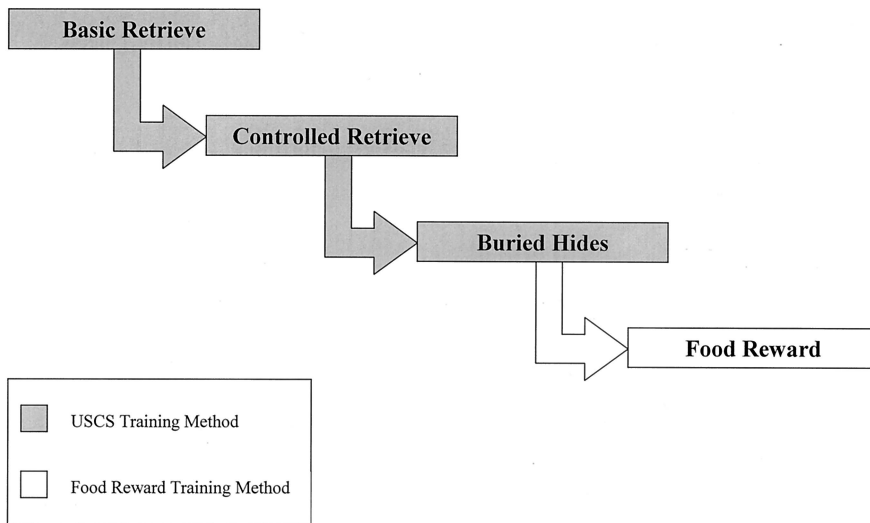 Basic Retrieve
Controlled Retrieve
Buried Hides
Food Reward
USCS Training Method
Food Reward Training Method